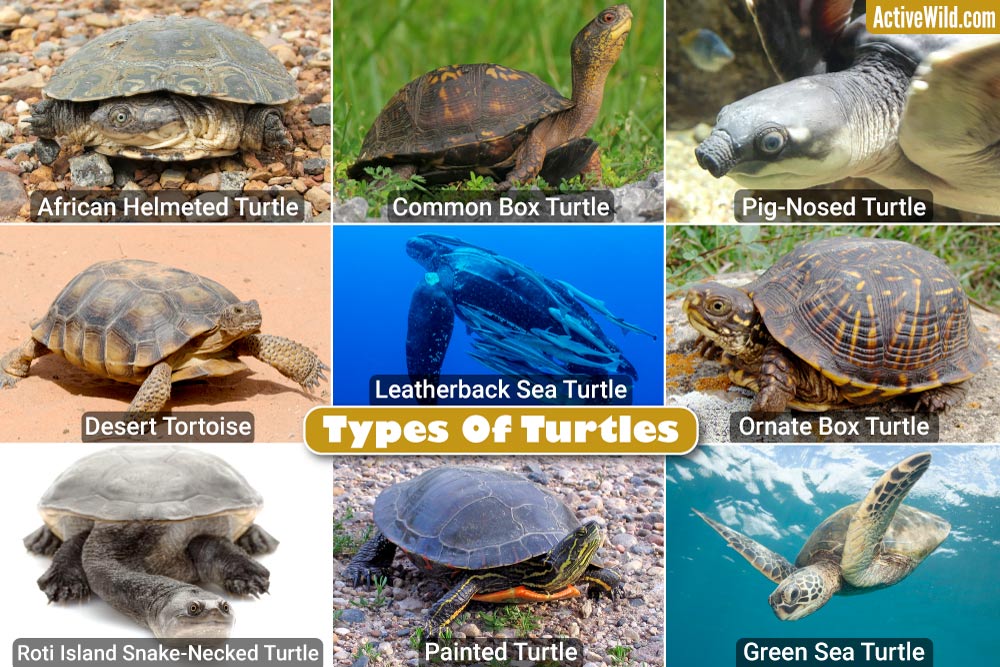 ActiveWild.com
African Helmeted Turtle
Common Box Turtle
Pig-Nosed Turtle
Desert Tortoise
Leatherback Sea Turtle
Ornate Box Turtle
Types Of Turtles
Roti Island Snake-Necked Turtle
Painted Turtle
Green Sea Turtle